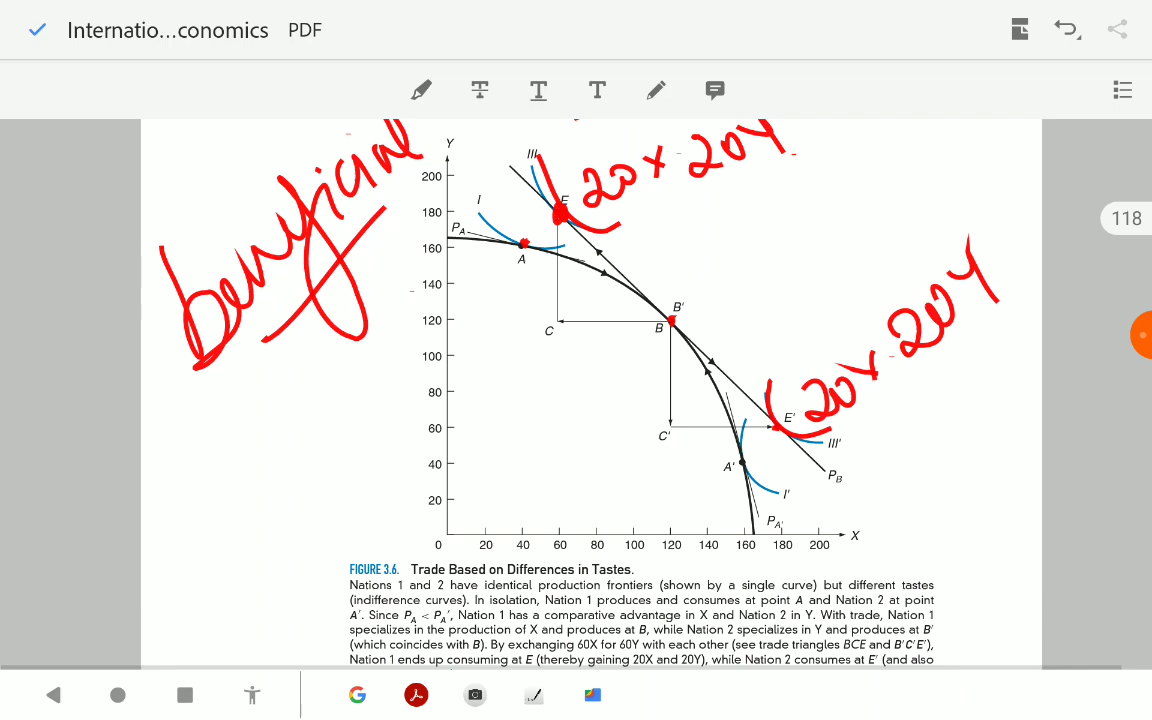 Internatio...conomics PDF
118
beneficial
(20x 20Y.
(20x 20Y
Y
200
180
160
140
120
100
80
60
40
20
0
20 40 60 80 100 120 140 160 180 200
X
III
I
E
PA
A
C
B
B'
C'
E'
III'
A'
PB
I'
PA'
FIGURE 3.6. Trade Based on Differences in Tastes.
Nations 1 and 2 have identical production frontiers (shown by a single curve) but different tastes
(indifference curves). In isolation, Nation 1 produces and consumes at point A and Nation 2 at point
A'. Since PA < PA', Nation 1 has a comparative advantage in X and Nation 2 in Y. With trade, Nation 1
specializes in the production of X and produces at B, while Nation 2 specializes in Y and produces at B'
(which coincides with B). By exchanging 60X for 60Y with each other (see trade triangles BCE and B'C'E'),
Nation 1 ends up consuming at E (thereby gaining 20X and 20Y), while Nation 2 consumes at E' (and also